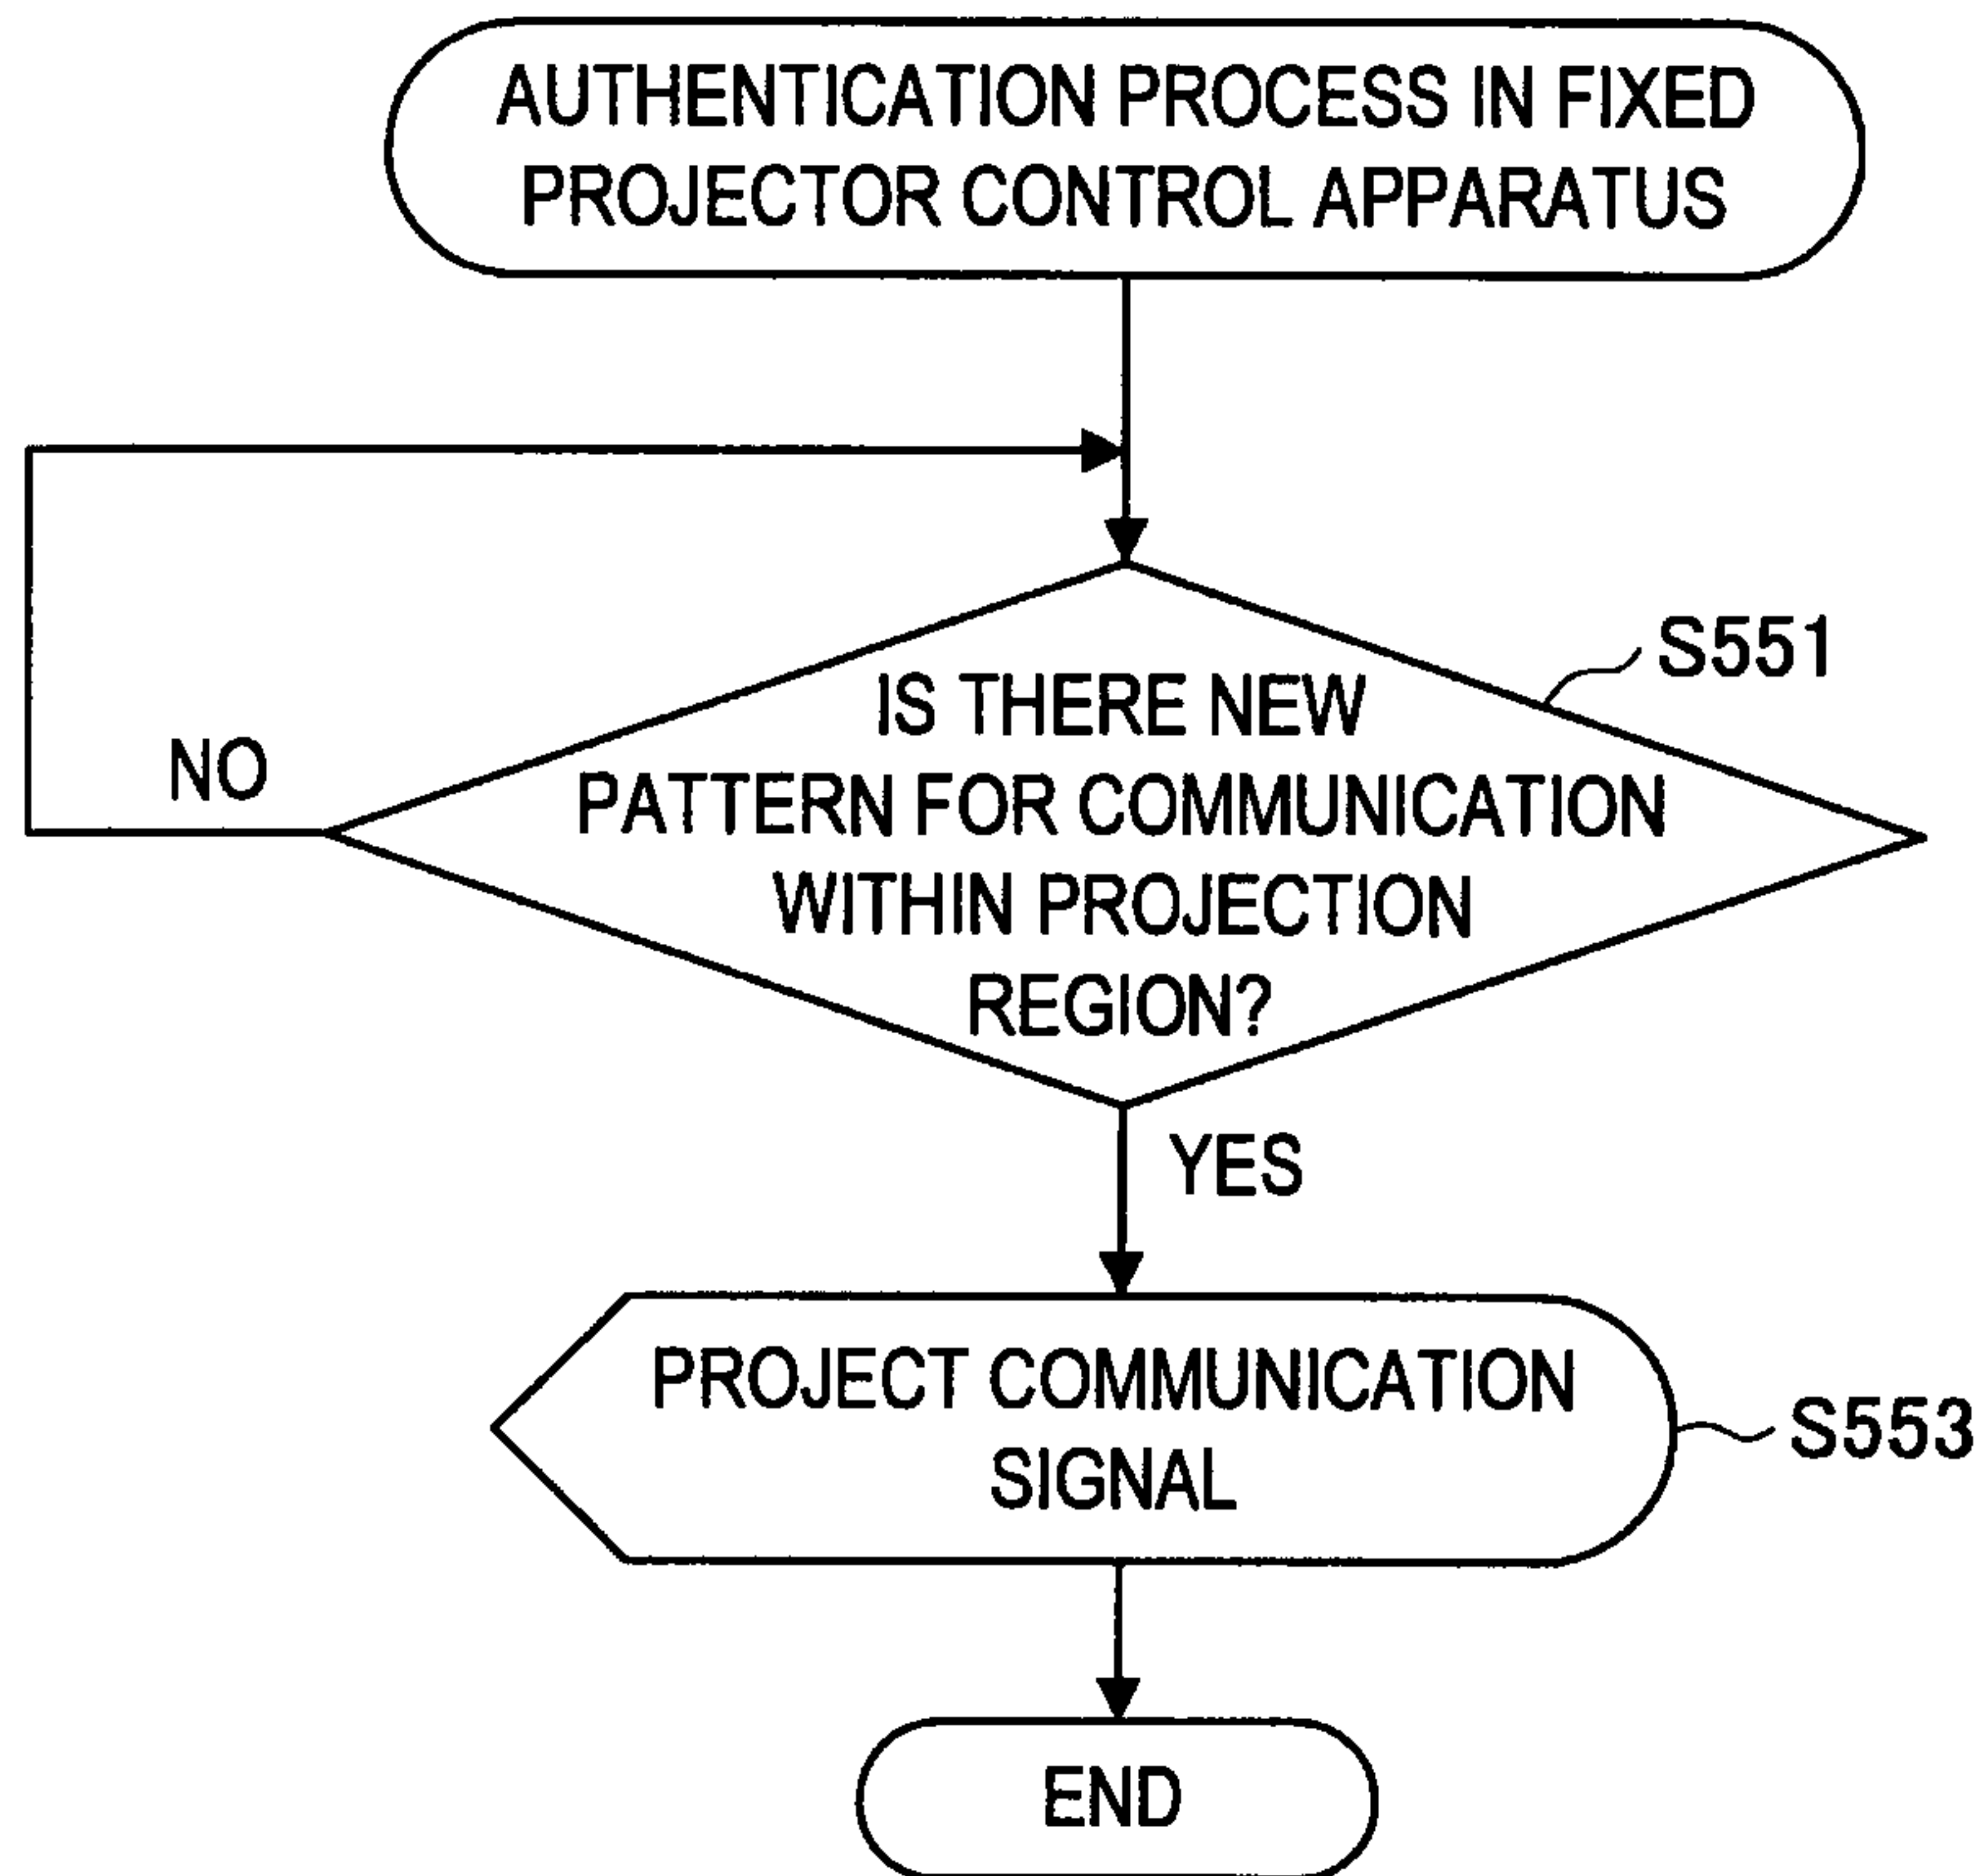 AUTHENTICATION PROCESS IN FIXED
PROJECTOR CONTROL APPARATUS
S551
IS THERE NEW
PATTERN FOR COMMUNICATION
WITHIN PROJECTION
REGION?
NO
YES
PROJECT COMMUNICATION
SIGNAL
S553
END